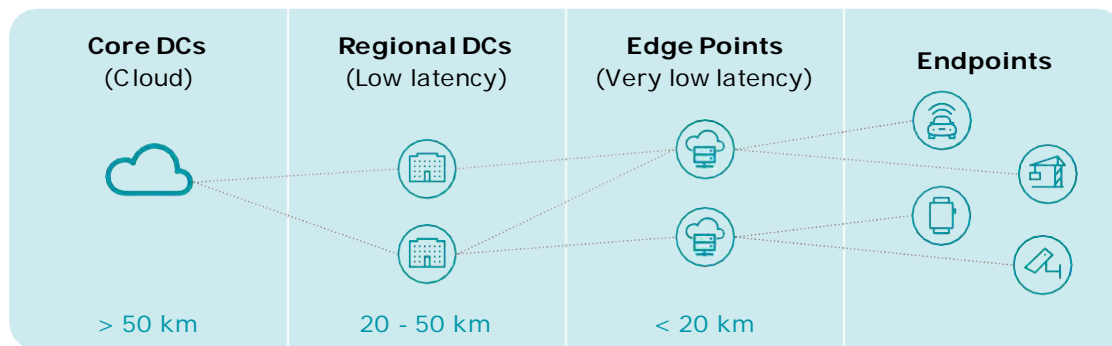 Core DCs
(Cloud)
Regional DCs
(Low latency)
Edge Points
(Very low latency)
Endpoints
> 50 km
20 - 50 km
< 20 km